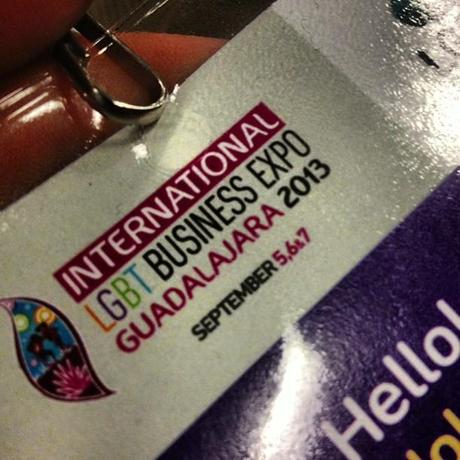 INTERNATIONAL
LGBT BUSINESS EXPO
GUADALAJARA 2013
SEPTEMBER 5,6&7
Hello!